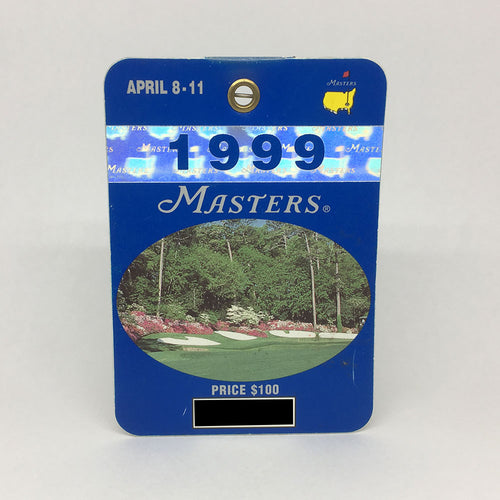 APRIL 8-11
MASTERS
1999
MASTERS®
PRICE $100